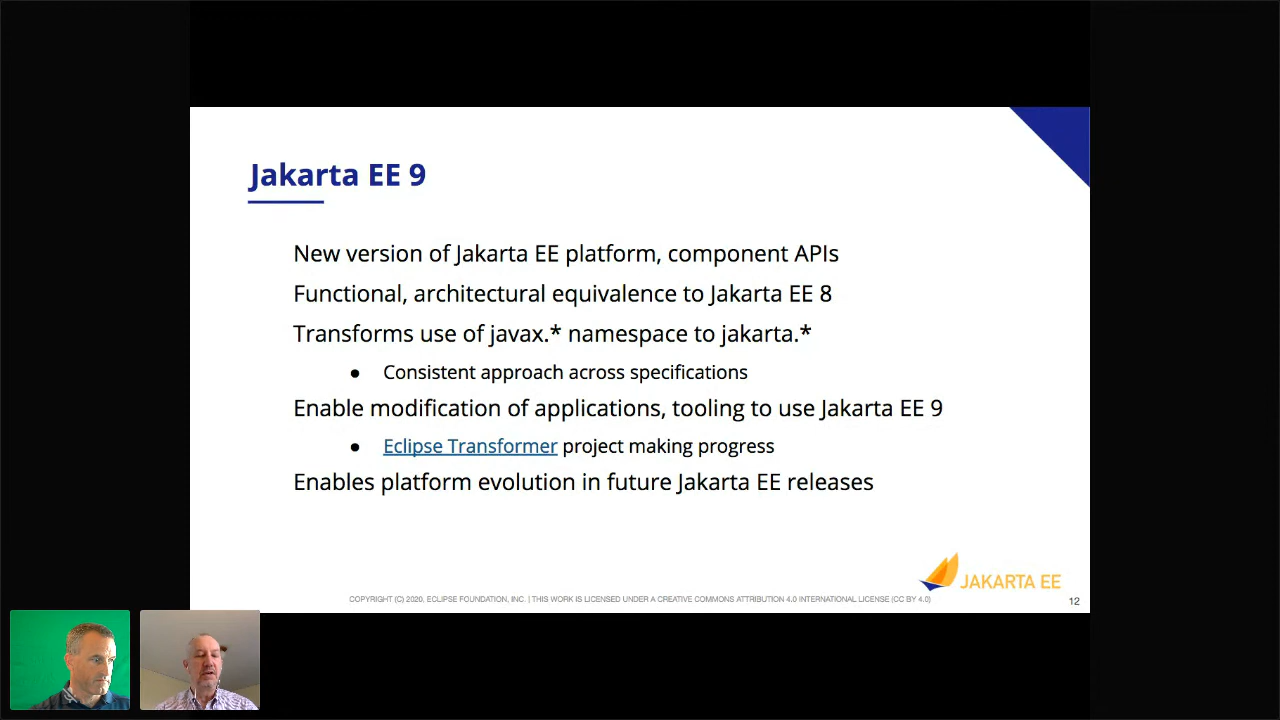 Jakarta EE 9
New version of Jakarta EE platform, component APIs
Functional, architectural equivalence to Jakarta EE 8
Transforms use of javax.* namespace to jakarta.*
● Consistent approach across specifications
Enable modification of applications, tooling to use Jakarta EE 9
● Eclipse Transformer project making progress
Enables platform evolution in future Jakarta EE releases
JAKARTA EE
COPYRIGHT (C) 2020, ECLIPSE FOUNDATION, INC. | THIS WORK IS LICENSED UNDER A CREATIVE COMMONS ATTRIBUTION 4.0 INTERNATIONAL LICENSE (CC BY 4.0)
12